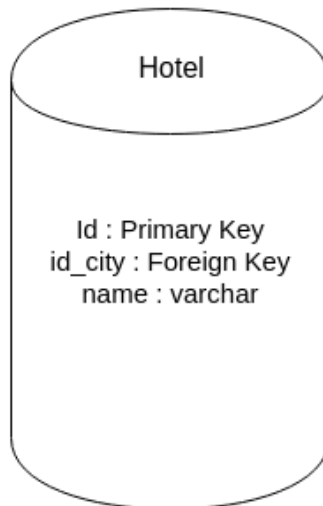 Hotel
Id : Primary Key
id_city : Foreign Key
name : varchar